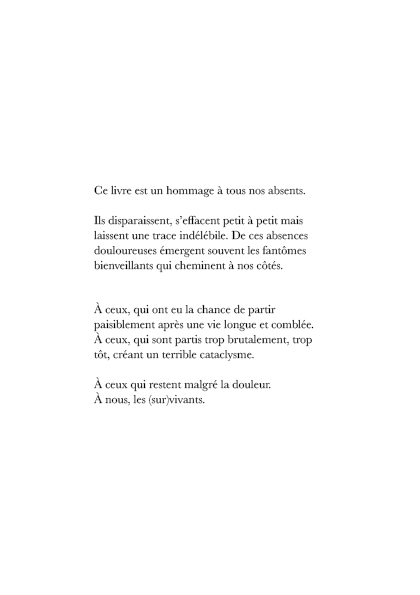 Ce livre est un hommage à tous nos absents.
Ils disparaissent, s'effacent petit à petit mais
laissent une trace indélébile. De ces absences
douloureuses émergent souvent les fantômes
bienveillants qui cheminent à nos côtés.
À ceux, qui ont eu la chance de partir
paisiblement après une vie longue et comblée.
À ceux, qui sont partis trop brutalement, trop
tôt, créant un terrible cataclysme.
À ceux qui restent malgré la douleur.
À nous, les (sur)vivants.